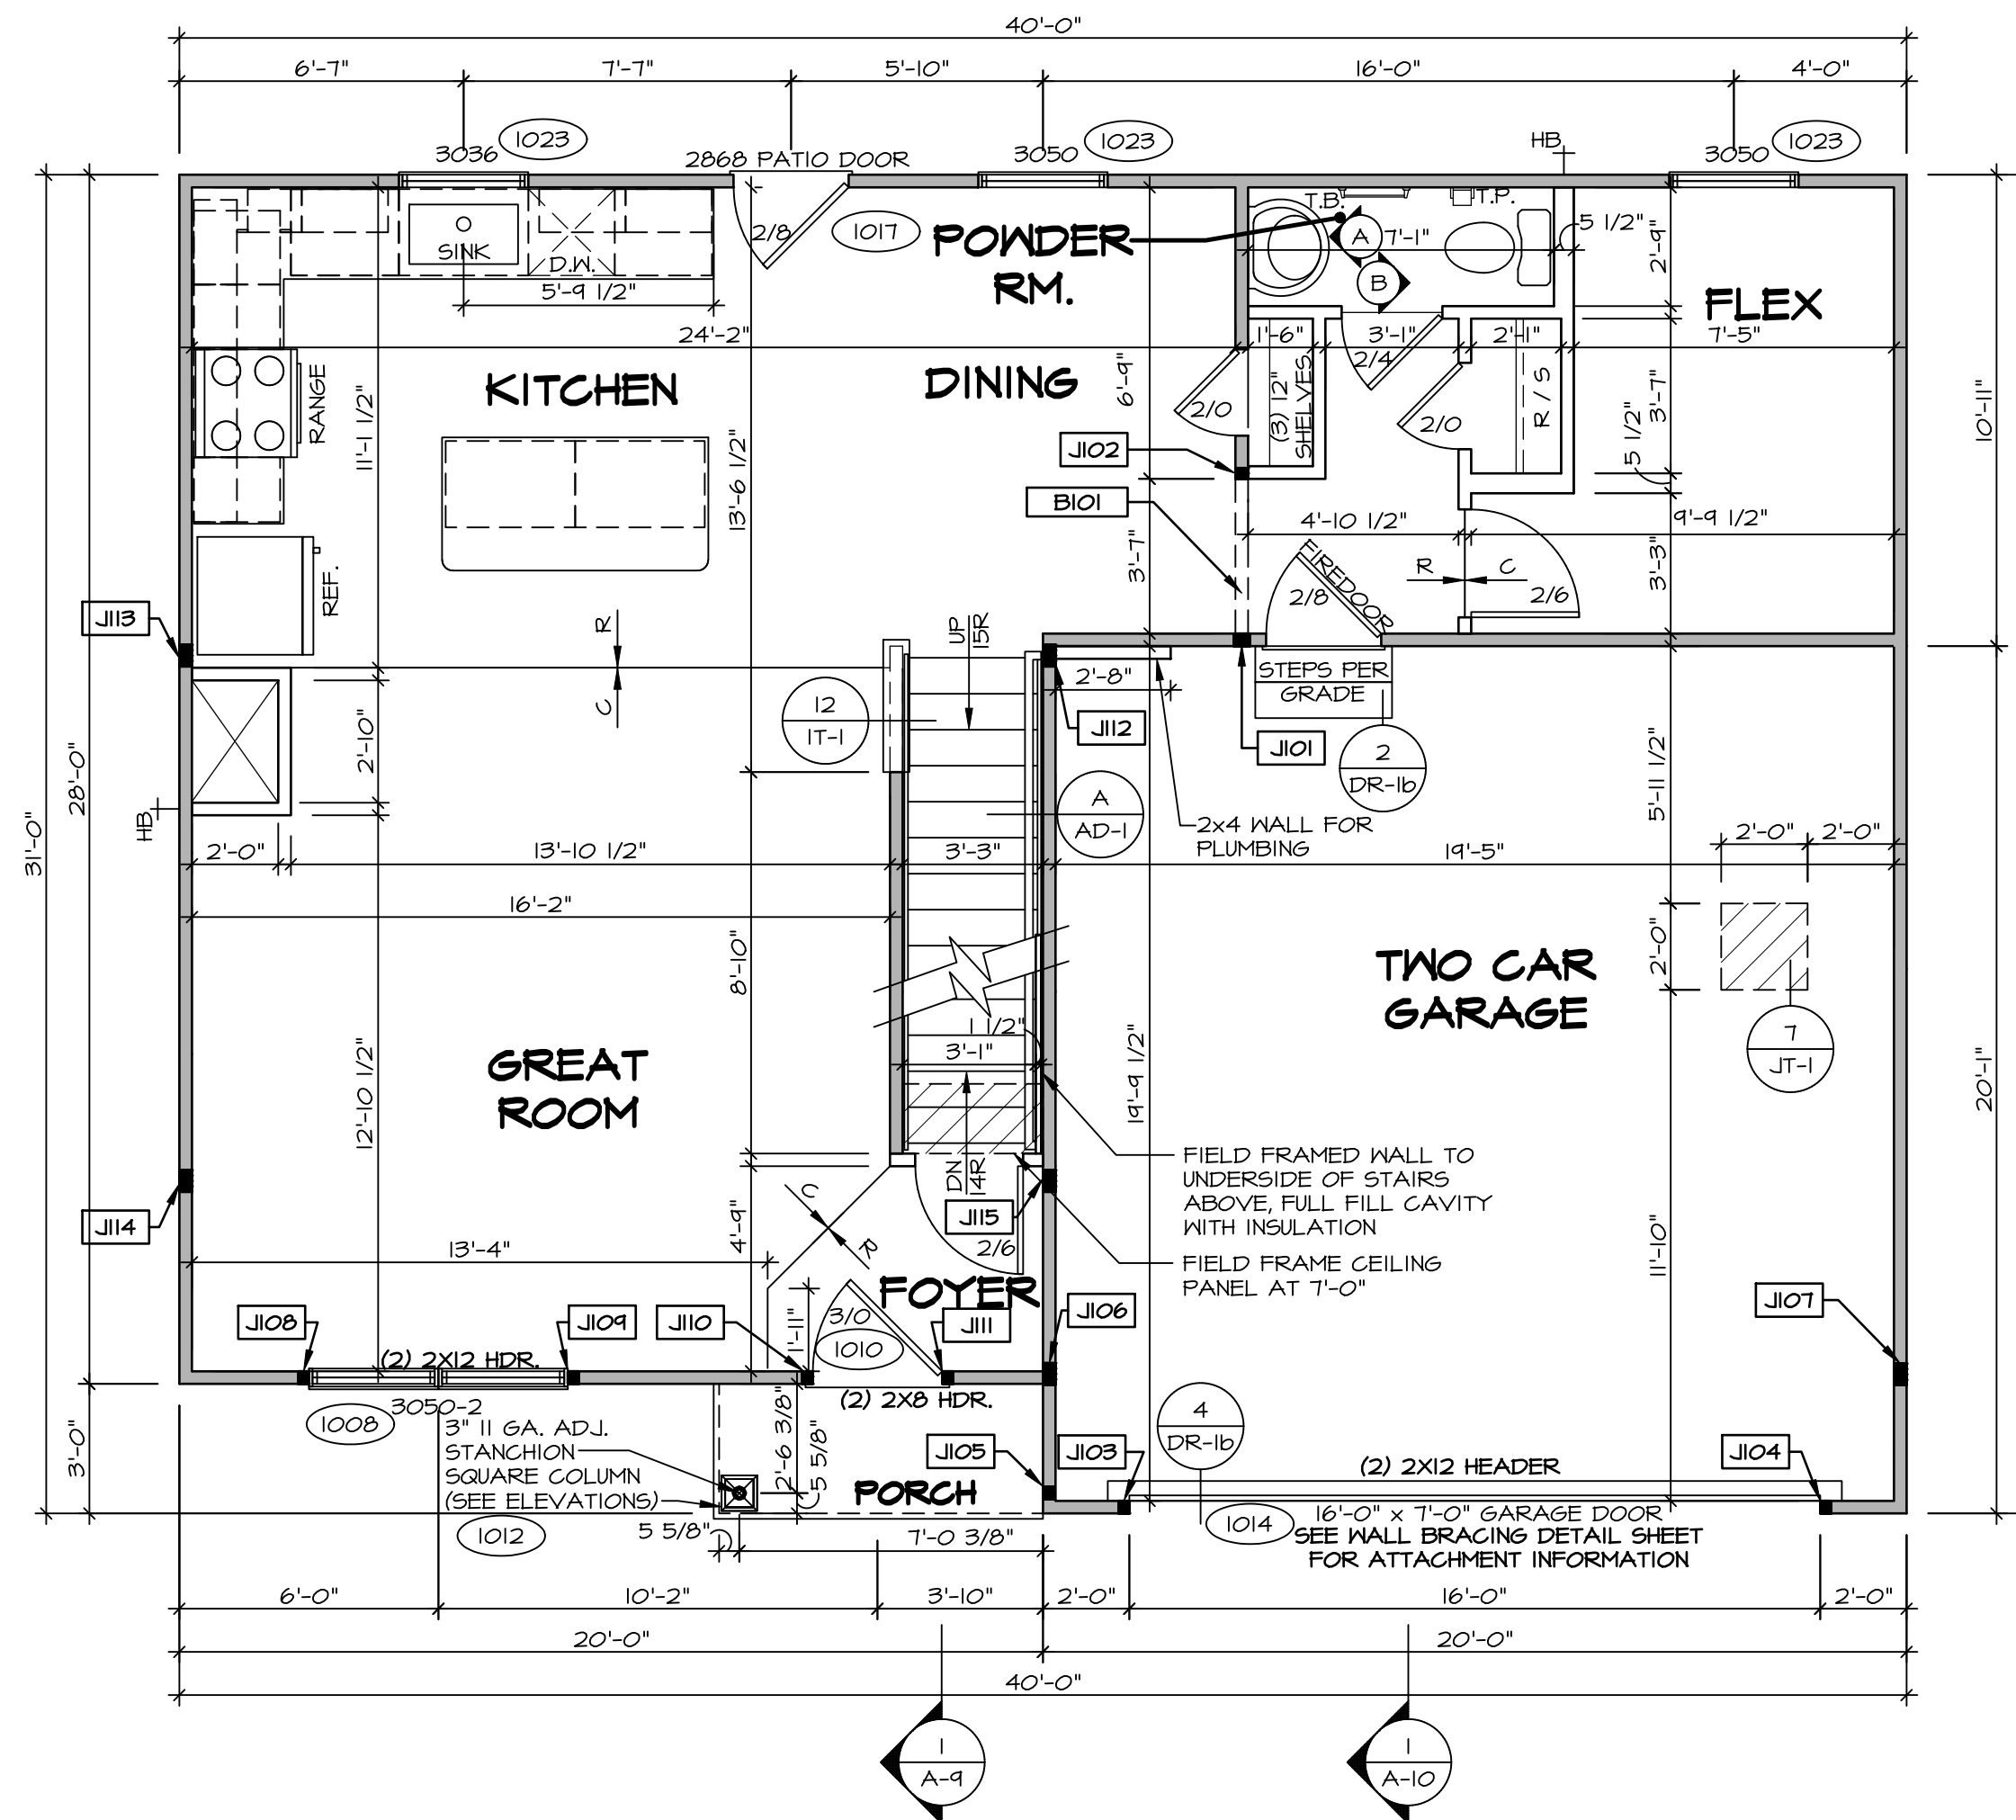 40'-0"
6'-7"
7'-7"
5'-10"
16'-0"
4'-0"
1023
1023
HB
1023
3036
2868 PATIO DOOR
3050
3050
T.B.
T.P.
SINK
D.W.
2/8
1017
POWDER
RM.
A
7'-1"
B
5 1/2"
2'-9"
FLEX
5'-9 1/2"
24'-2"
1'-6"
3'-1"
2'-1"
7'-5"
2/4
RANGE
11'-1 1/2"
KITCHEN
DINING
6'-9"
2/0
(3) 12"
SHELVES
2/0
R / S
5 1/2"
3'-7"
10'-11"
13'-6 1/2"
J102
B101
3'-7"
4'-10 1/2"
9'-9 1/2"
FIREDOOR
2/8
R
C
2/6
3'-3"
REF.
J113
R
C
UP
15R
2'-8"
STEPS PER
GRADE
12
1T-1
J112
J101
2
DR-1b
28'-0"
31'-0"
2'-10"
HB
A
AD-1
2x4 WALL FOR
PLUMBING
5'-11 1/2"
2'-0"
2'-0"
2'-0"
13'-10 1/2"
3'-3"
19'-5"
16'-2"
8'-10"
2'-0"
TWO CAR
GARAGE
1 1/2"
3'-1"
7
JT-1
GREAT
ROOM
12'-10 1/2"
19'-9 1/2"
20'-1"
FIELD FRAMED WALL TO
UNDERSIDE OF STAIRS
ABOVE, FULL FILL CAVITY
WITH INSULATION
FIELD FRAME CEILING
PANEL AT 7'-0"
DN
14R
J115
J114
C
R
4'-9"
2/6
13'-4"
11'-10"
FOYER
J108
J109
J110
1'-11"
3/0
1010
J111
J106
J107
(2) 2X12 HDR.
3050-2
1008
(2) 2X8 HDR.
3" 11 GA. ADJ.
STANCHION
SQUARE COLUMN
(SEE ELEVATIONS)
1012
2'-6 3/8"
5 5/8"
PORCH
J105
J103
4
DR-1b
J104
(2) 2X12 HEADER
3'-0"
5 5/8"
7'-0 3/8"
1014
16'-0" x 7'-0" GARAGE DOOR
SEE WALL BRACING DETAIL SHEET
FOR ATTACHMENT INFORMATION
6'-0"
10'-2"
3'-10"
2'-0"
16'-0"
2'-0"
20'-0"
20'-0"
40'-0"
1
A-9
1
A-10